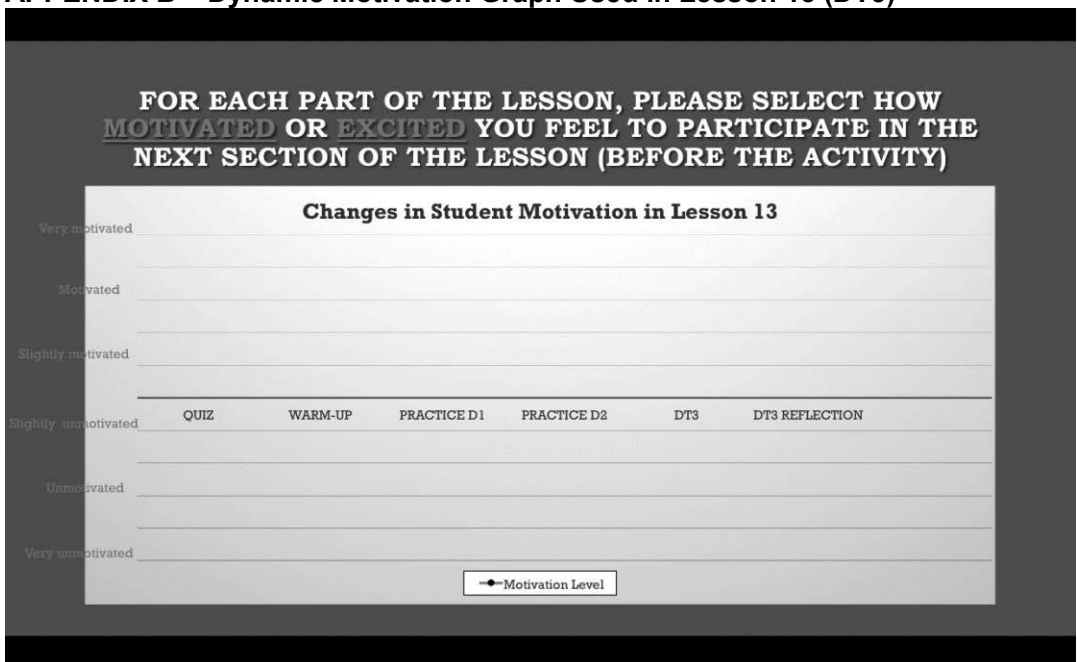 APPENDIX B – Dynamic Motivation Graph Used in Lesson 13 (DT3)
FOR EACH PART OF THE LESSON, PLEASE SELECT HOW
MOTIVATED OR EXCITED YOU FEEL TO PARTICIPATE IN THE
NEXT SECTION OF THE LESSON (BEFORE THE ACTIVITY)
Changes in Student Motivation in Lesson 13
Very motivated
Motivated
Slightly motivated
QUIZ WARM-UP PRACTICE D1 PRACTICE D2 DT3 DT3 REFLECTION
Slightly unmotivated
Unmotivated
Very unmotivated
Motivation Level